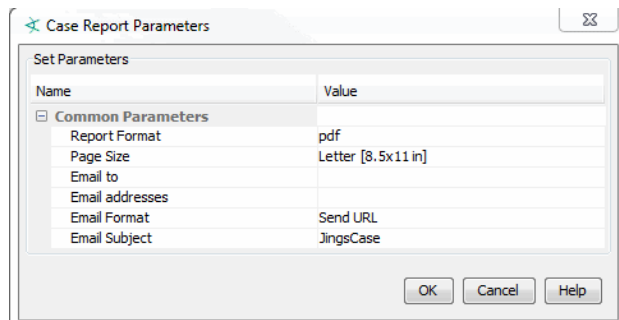 Case Report Parameters
Set Parameters
Name Value
Common Parameters
Report Format pdf
Page Size Letter [8.5x11 in]
Email to
Email addresses
Email Format Send URL
Email Subject JingsCase
OK Cancel Help